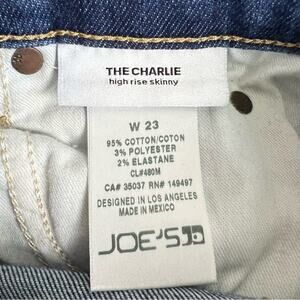 THE CHARLIE
high rise skinny
W 23
95% COTTON/COTON
3% POLYESTER
2% ELASTANE
CL#480M
CA# 35037 RN# 149497
DESIGNED IN LOS ANGELES
MADE IN MEXICO
JOE'S